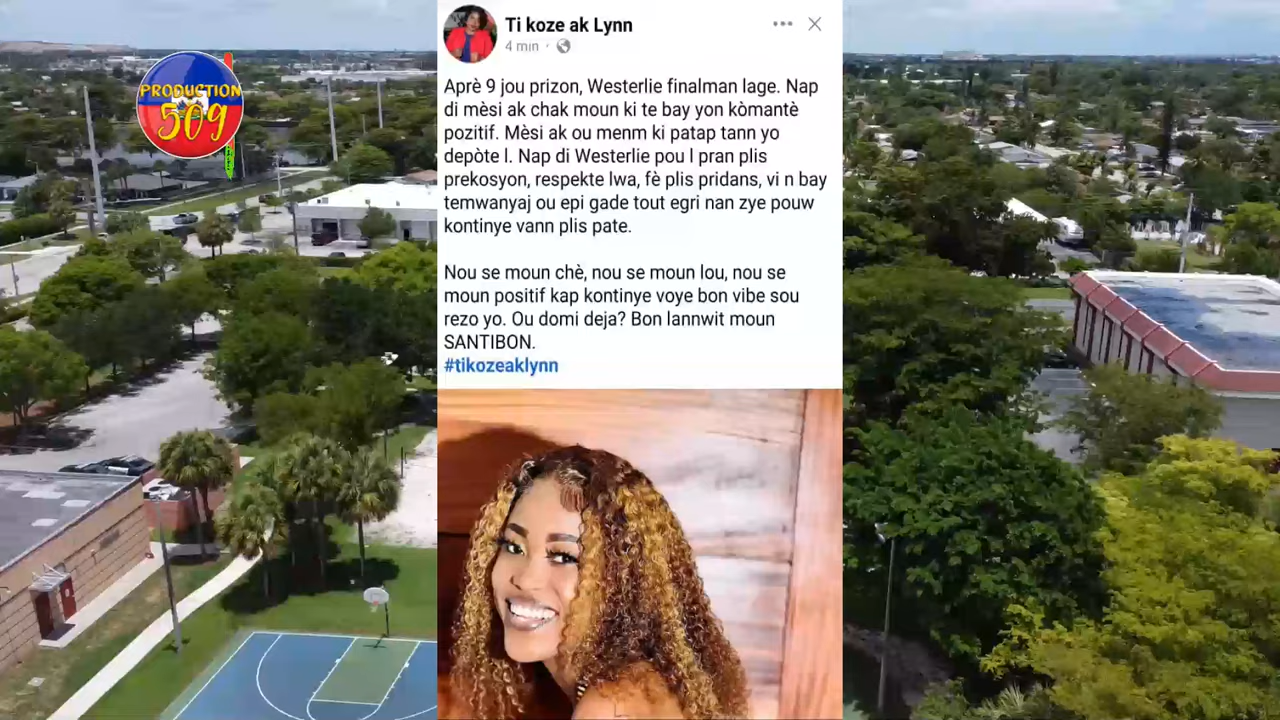 PRODUCTION
509
Ti koze ak Lynn
4 min
Aprè 9 jou prizon, Westerlie finalman lage. Nap
di mèsi ak chak moun ki te bay yon kòmantè
pozitif. Mèsi ak ou menm ki patap tann yo
depòte l. Nap di Westerlie pou l pran plis
prekosyon, respekte lwa, fè plis pridans, vi n bay
temwanyaj ou epi gade tout egri nan zye pouw
kontinye vann plis pate.
Nou se moun chè, nou se moun lou, nou se
moun positif kap kontinye voye bon vibe sou
rezo yo. Ou domi deja? Bon lannwit moun
SANTIBON.
#tikozeaklynn